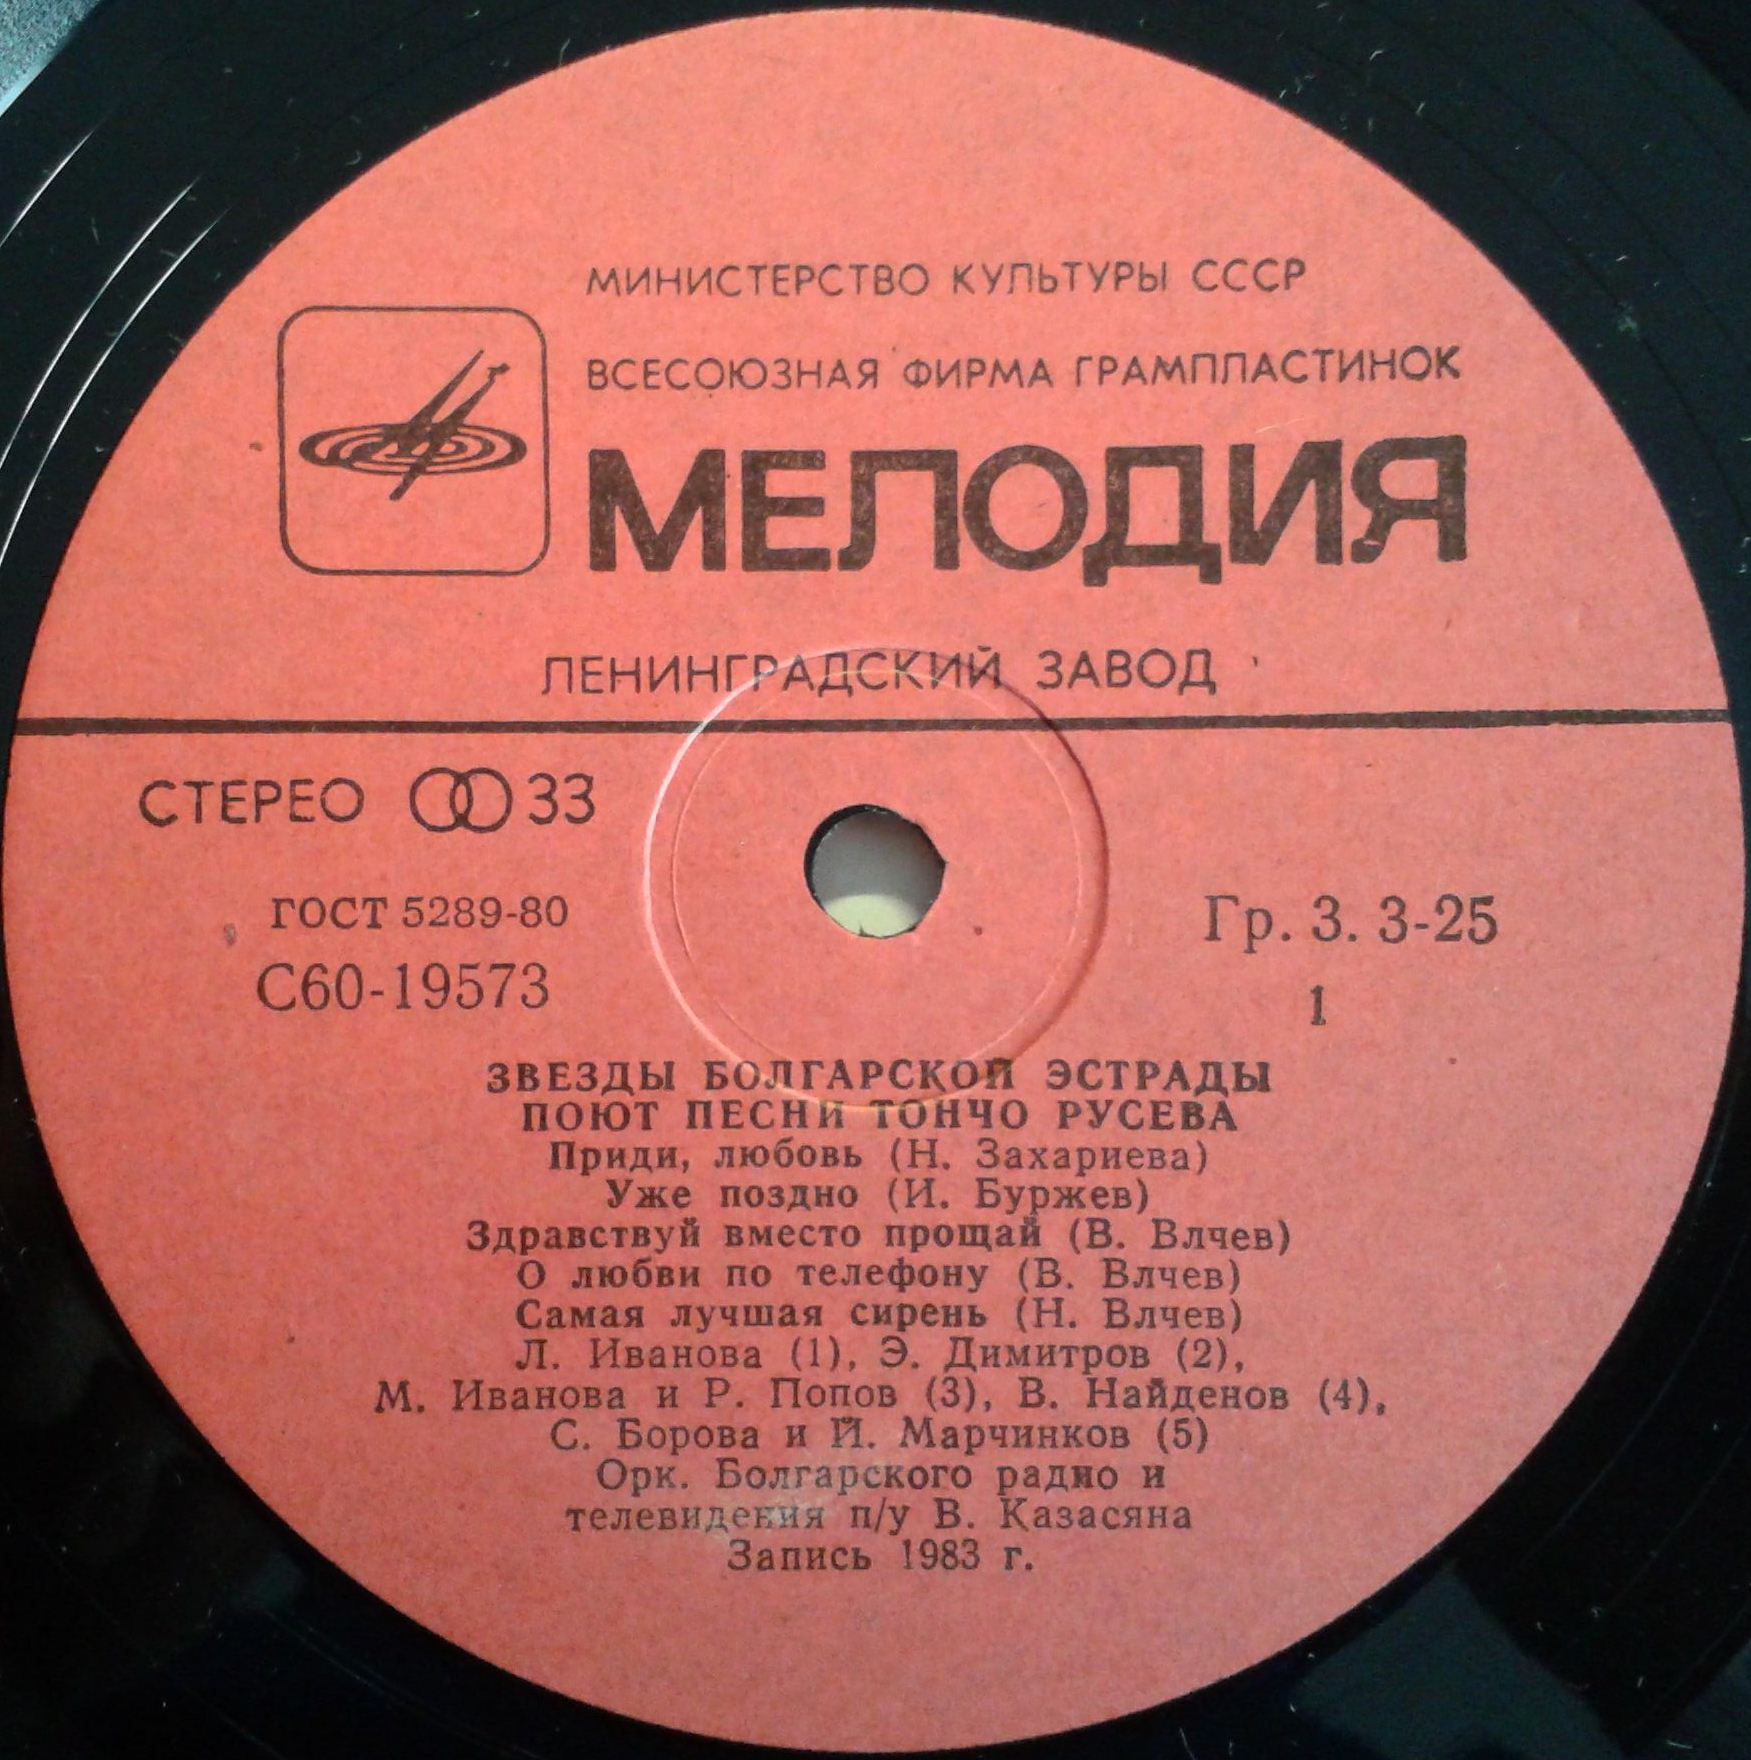 МИНИСТЕРСТВО КУЛЬТУРЫ СССР
ВСЕСОЮЗНАЯ ФИРМА ГРАМПЛАСТИНОК
МЕЛОДИЯ
ЛЕНИНГРАДСКИЙ ЗАВОД
СТЕРЕО 33
ГОСТ 5289-80
Гр. 3. 3-25
С60-19573
1
ЗВЕЗДЫ БОЛГАРСКОЙ ЭСТРАДЫ
ПОЮТ ПЕСНИ ТОНЧО РУСЕВА
Приди, любовь (Н. Захариева)
Уже поздно (И. Буржев)
Здравствуй вместо прощай (В. Влчев)
О любви по телефону (В. Влчев)
Самая лучшая сирень (Н. Влчев)
Л. Иванова (1), Э. Димитров (2),
М. Иванова и Р. Попов (3), В. Найденов (4),
С. Борова и Й. Марчинков (5)
Орк. Болгарского радио и
телевидения п/у В. Казасяна
Запись 1983 г.